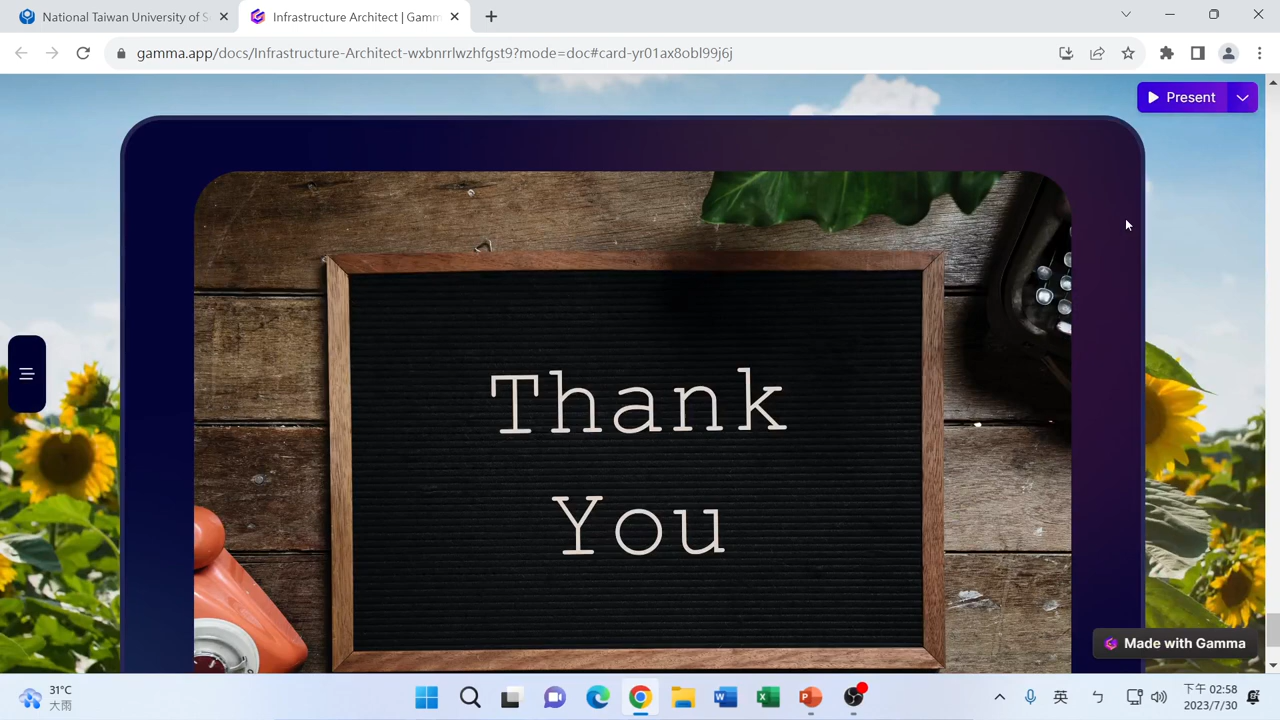 National Taiwan University of S
Infrastructure Architect | Gamm
gamma.app/docs/Infrastructure-Architect-wxbnrrlwzhfgst9?mode=doc#card-yr01ax8obl99j6j
Present
Thank
You
Made with Gamma
31°C
大雨
英
下午 02:58
2023/7/30